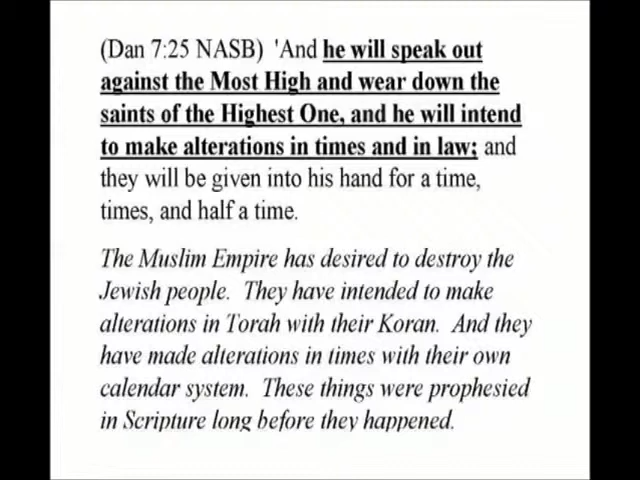 (Dan 7:25 NASB) 'And he will speak out
against the Most High and wear down the
saints of the Highest One, and he will intend
to make alterations in times and in law; and
they will be given into his hand for a time,
times, and half a time.
The Muslim Empire has desired to destroy the
Jewish people. They have intended to make
alterations in Torah with their Koran. And they
have made alterations in times with their own
calendar system. These things were prophesied
in Scripture long before they happened.